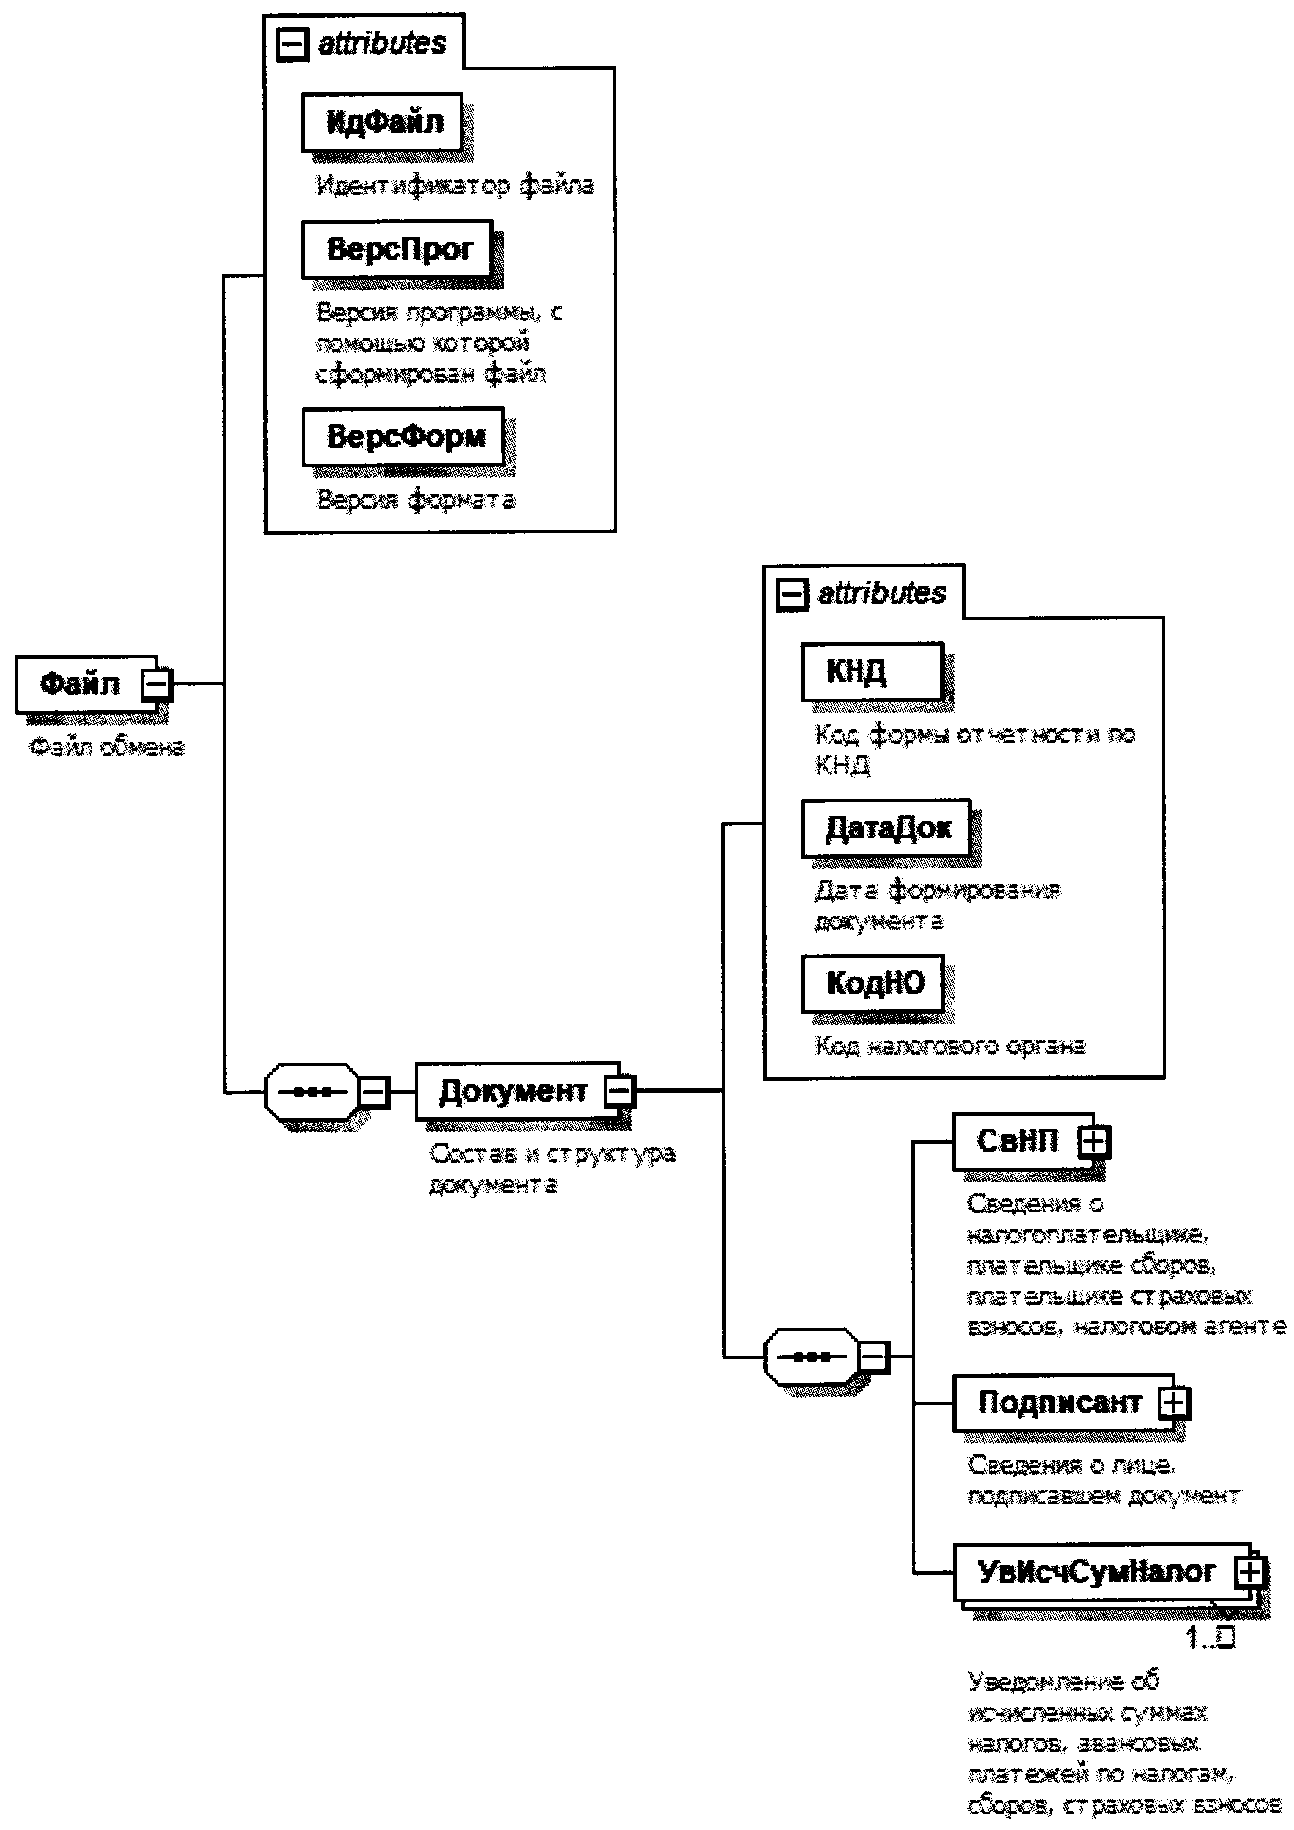 attributes
ИдФайл
Идентификатор файла
ВерсПрог
Версия программы, с
помощью которой
сформирован файл
ВерсФорм
Версия формата
Файл
Файл обмена
attributes
КНД
Код формы отчетности по
КНД
ДатаДок
Дата формирования
документа
КодНО
Код налогового органа
Документ
Состав и структура
документа
СвНП
Сведения о
налогоплательщике,
плательщике сборов,
плательщике страховых
взносов, налоговом агенте
Подписант
Сведения о лице,
подписавшем документ
УвИсчСумНалог
1..□
Уведомление об
исчисленных суммах
налогов, авансовых
платежей по налогам,
сборов, страховых взносов